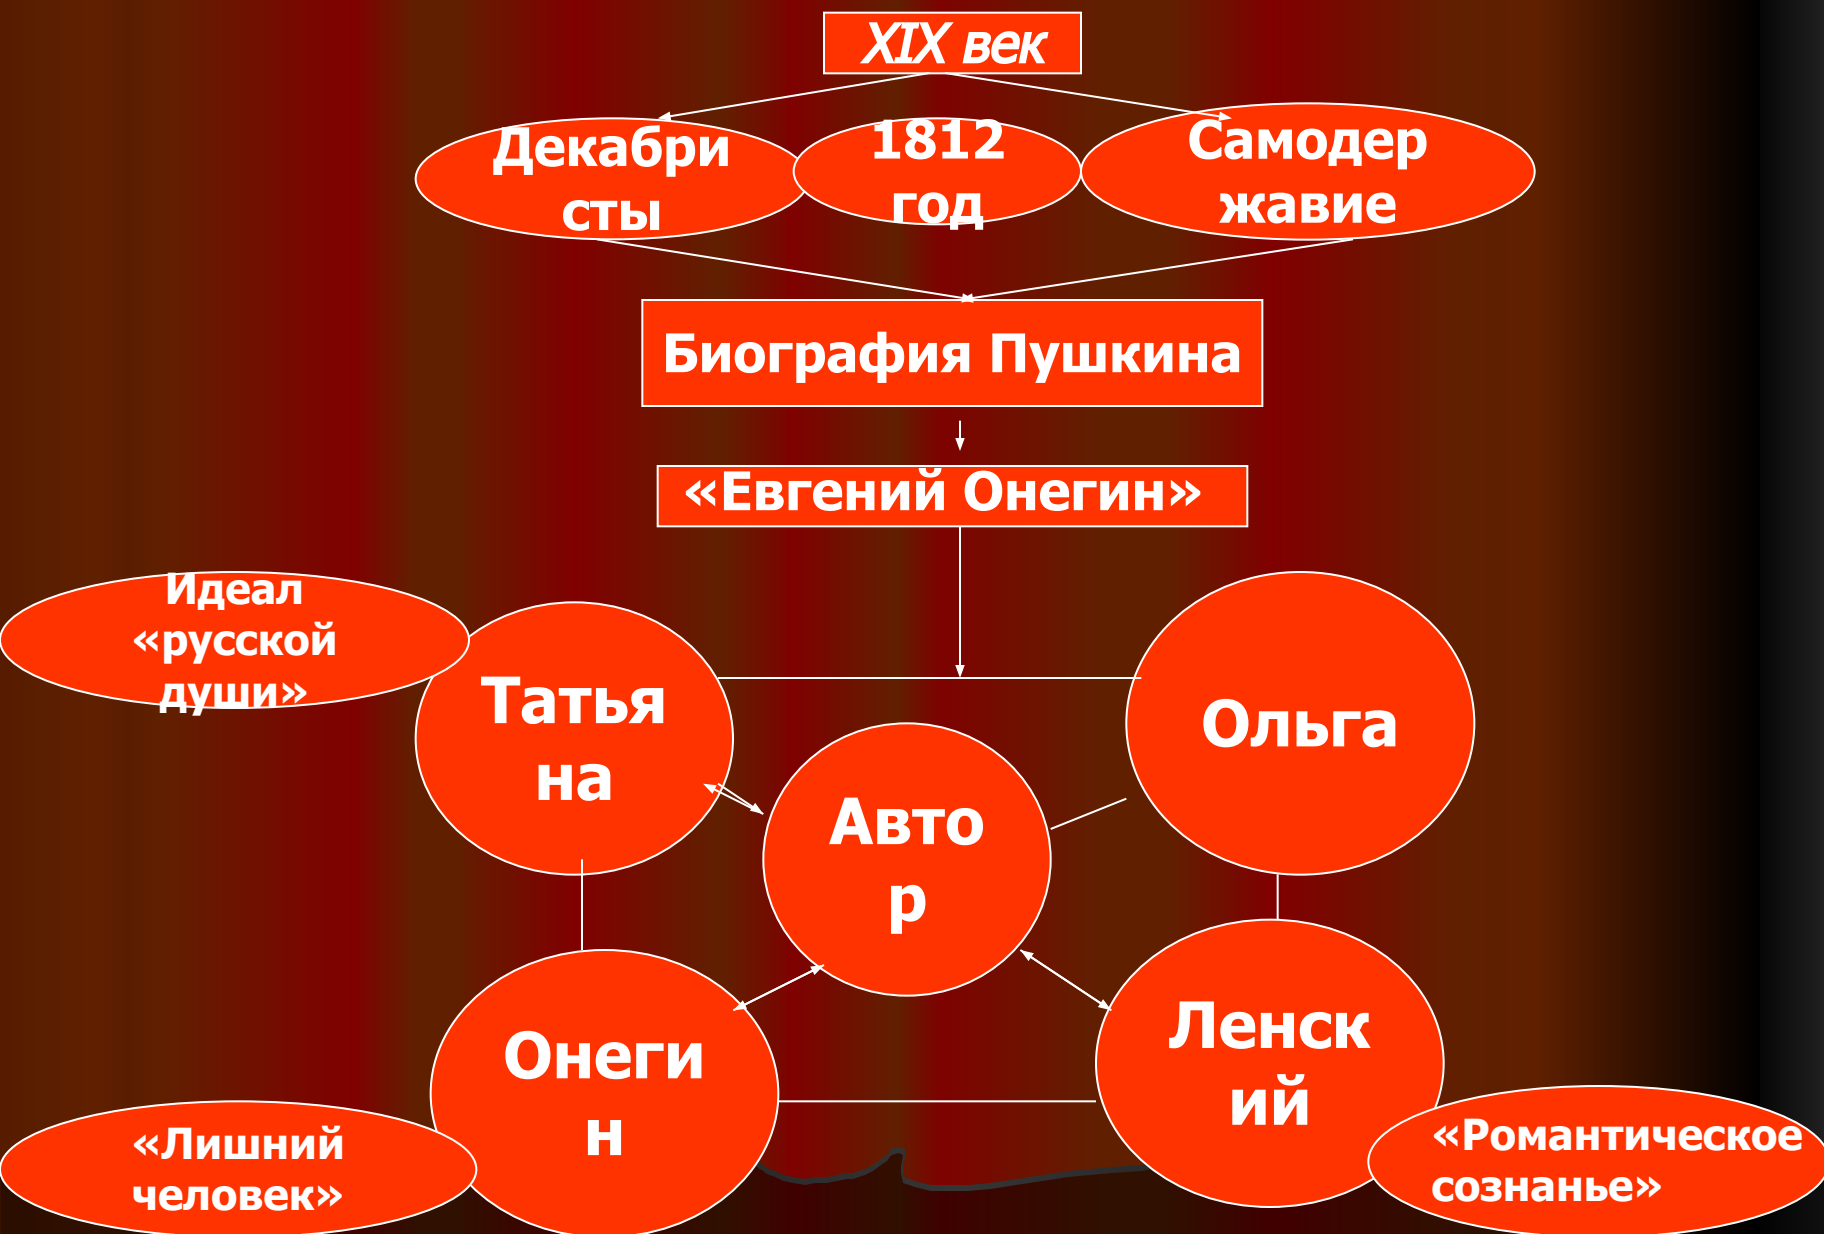 XIX век
Декабри
сты
1812
год
Самодер
жавие
Биография Пушкина
«Евгений Онегин»
Идеал
«русской
души»
Татья
на
Ольга
Авто
р
Онеги
н
Ленск
ий
«Лишний
человек»
«Романтическое
сознанье»